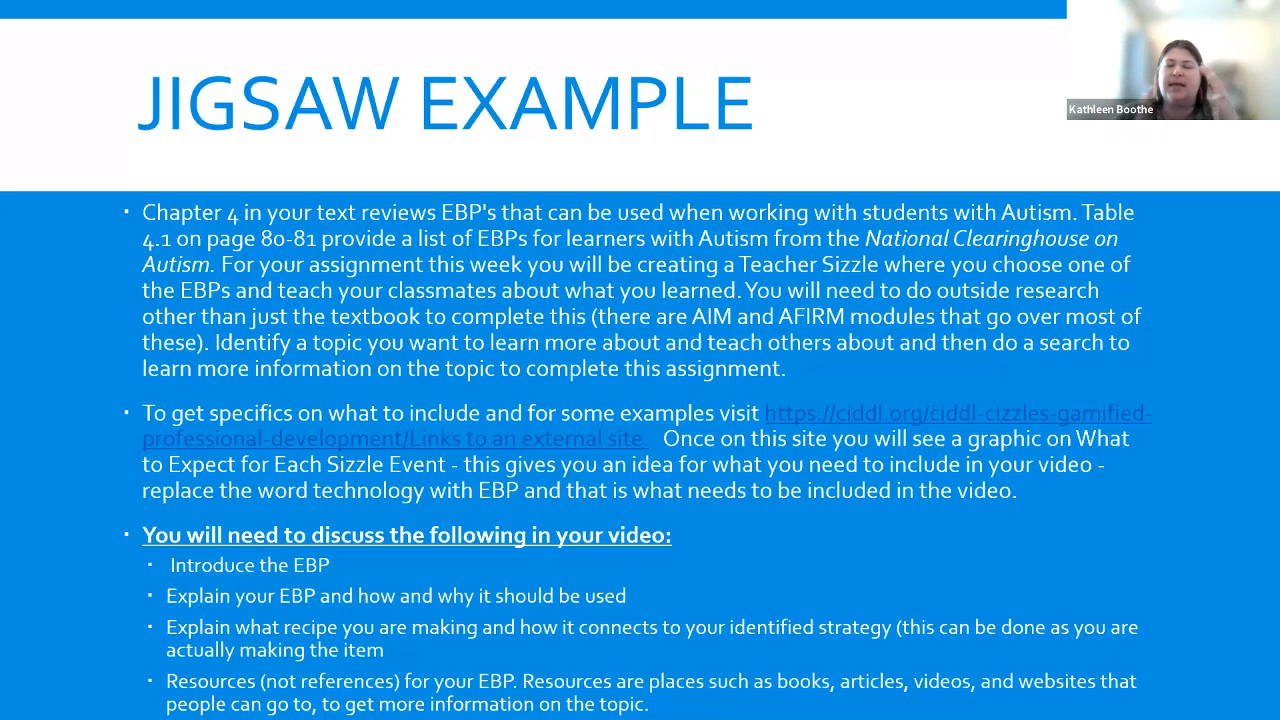 JIGSAW EXAMPLE
Kathleen Boothe
▪ Chapter 4 in your text reviews EBP's that can be used when working with students with Autism. Table
4.1 on page 80-81 provide a list of EBPs for learners with Autism from the National Clearinghouse on
Autism. For your assignment this week you will be creating a Teacher Sizzle where you choose one of
the EBPs and teach your classmates about what you learned. You will need to do outside research
other than just the textbook to complete this (there are AIM and AFIRM modules that go over most of
these). Identify a topic you want to learn more about and teach others about and then do a search to
learn more information on the topic to complete this assignment.
▪ To get specifics on what to include and for some examples visit https://ciddl.org/ciddl-cizzles-gamified-
professional-development/Links to an external site. Once on this site you will see a graphic on What
to Expect for Each Sizzle Event - this gives you an idea for what you need to include in your video -
replace the word technology with EBP and that is what needs to be included in the video.
▪ You will need to discuss the following in your video:
▪ Introduce the EBP
▪ Explain your EBP and how and why it should be used
▪ Explain what recipe you are making and how it connects to your identified strategy (this can be done as you are
actually making the item
▪ Resources (not references) for your EBP. Resources are places such as books, articles, videos, and websites that
people can go to, to get more information on the topic.